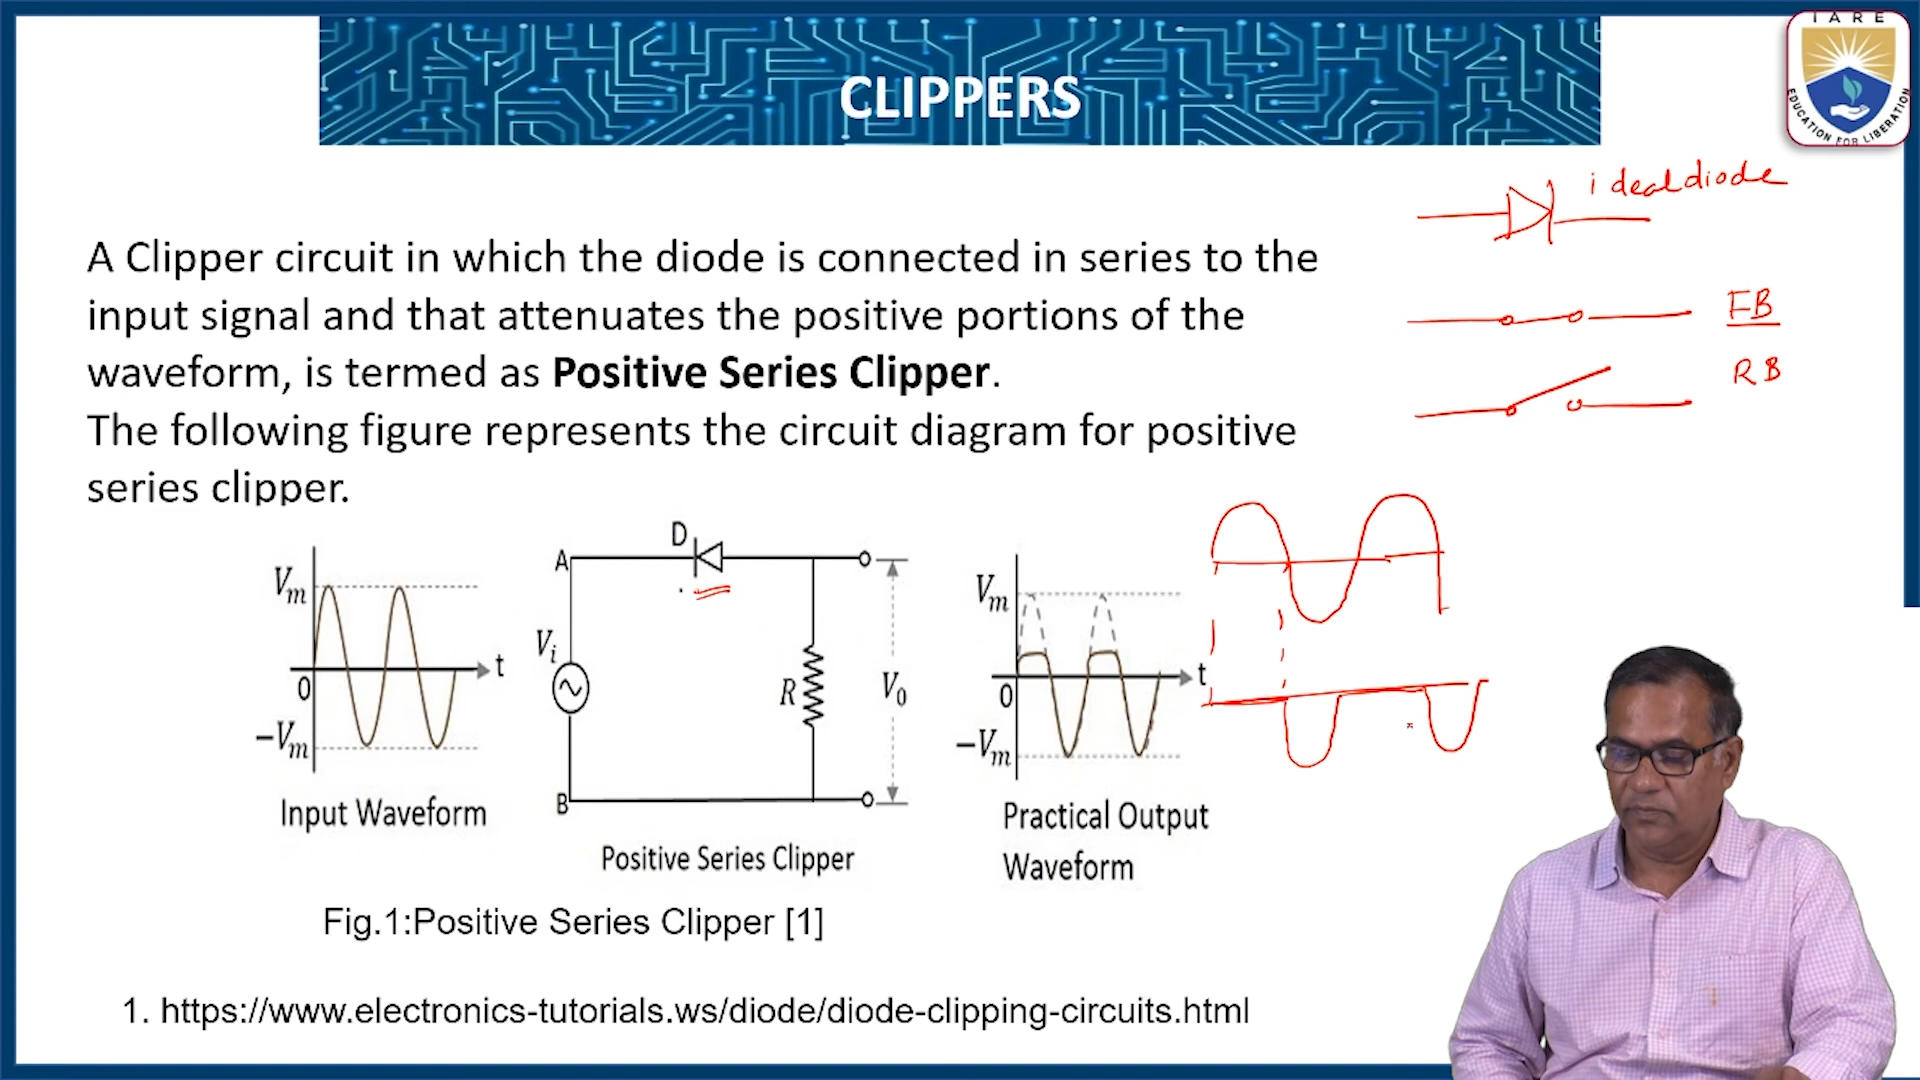 IARE
EDUCATION FOR LIBERATION
CLIPPERS
ideal diode
A Clipper circuit in which the diode is connected in series to the
input signal and that attenuates the positive portions of the
waveform, is termed as Positive Series Clipper.
The following figure represents the circuit diagram for positive
series clipper.
FB
RB
Vm
0
t
−Vm
Input Waveform
D
A
Vi
R
V0
B
Positive Series Clipper
Vm
0
t
−Vm
Practical Output
Waveform
Fig.1:Positive Series Clipper [1]
1. https://www.electronics-tutorials.ws/diode/diode-clipping-circuits.html